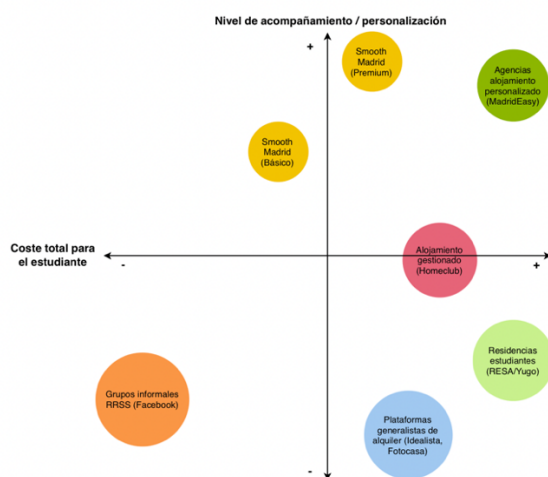 Nivel de acompañamiento / personalización
+
Smooth
Madrid
(Premium)
Agencias
alojamiento
personalizado
(MadridEasy)
Smooth
Madrid
(Básico)
Coste total para
el estudiante
-
Alojamiento
gestionado
(Homeclub)
+
Residencias
estudiantes
(RESA/Yugo)
Grupos informales
RRSS (Facebook)
Plataformas
generalistas de
alquiler (Idealista,
Fotocasa)
-